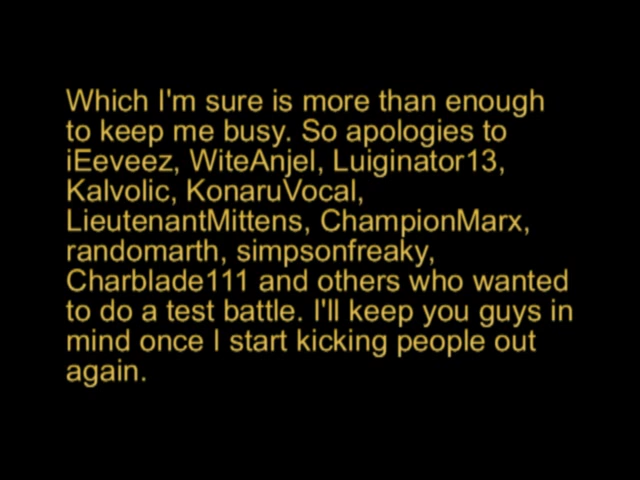 Which I'm sure is more than enough
to keep me busy. So apologies to
iEeveez, WiteAnjel, Luiginator13,
Kalvolic, KonaruVocal,
LieutenantMittens, ChampionMarx,
randomarth, simpsonfreaky,
Charblade111 and others who wanted
to do a test battle. I'll keep you guys in
mind once I start kicking people out
again.